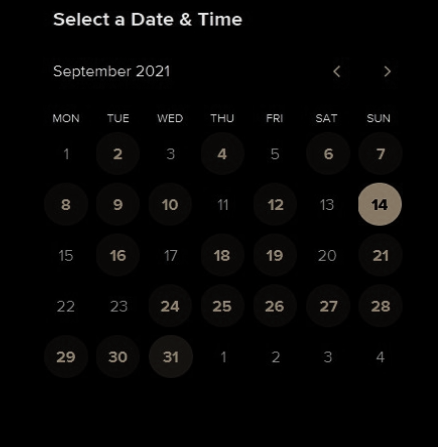 Select a Date & Time
September 2021
MON TUE WED THU FRI SAT SUN
1 2 3 4 5 6 7
8 9 10 11 12 13 14
15 16 17 18 19 20 21
22 23 24 25 26 27 28
29 30 31 1 2 3 4